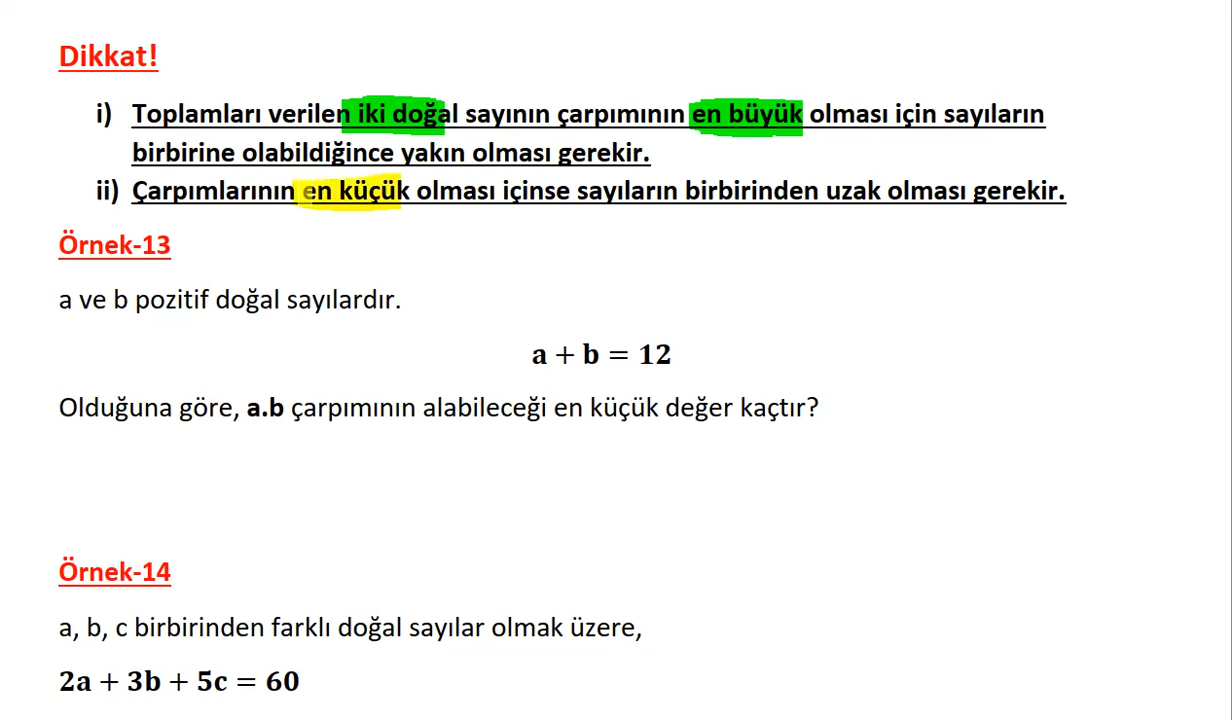 Dikkat!
i) Toplamları verilen iki doğal sayının çarpımının en büyük olması için sayıların
birbirine olabildiğince yakın olması gerekir.
ii) Çarpımlarının en küçük olması içinse sayıların birbirinden uzak olması gerekir.
Örnek-13
a ve b pozitif doğal sayılardır.
a + b = 12
Olduğuna göre, a.b çarpımının alabileceği en küçük değer kaçtır?
Örnek-14
a, b, c birbirinden farklı doğal sayılar olmak üzere,
2a + 3b + 5c = 60